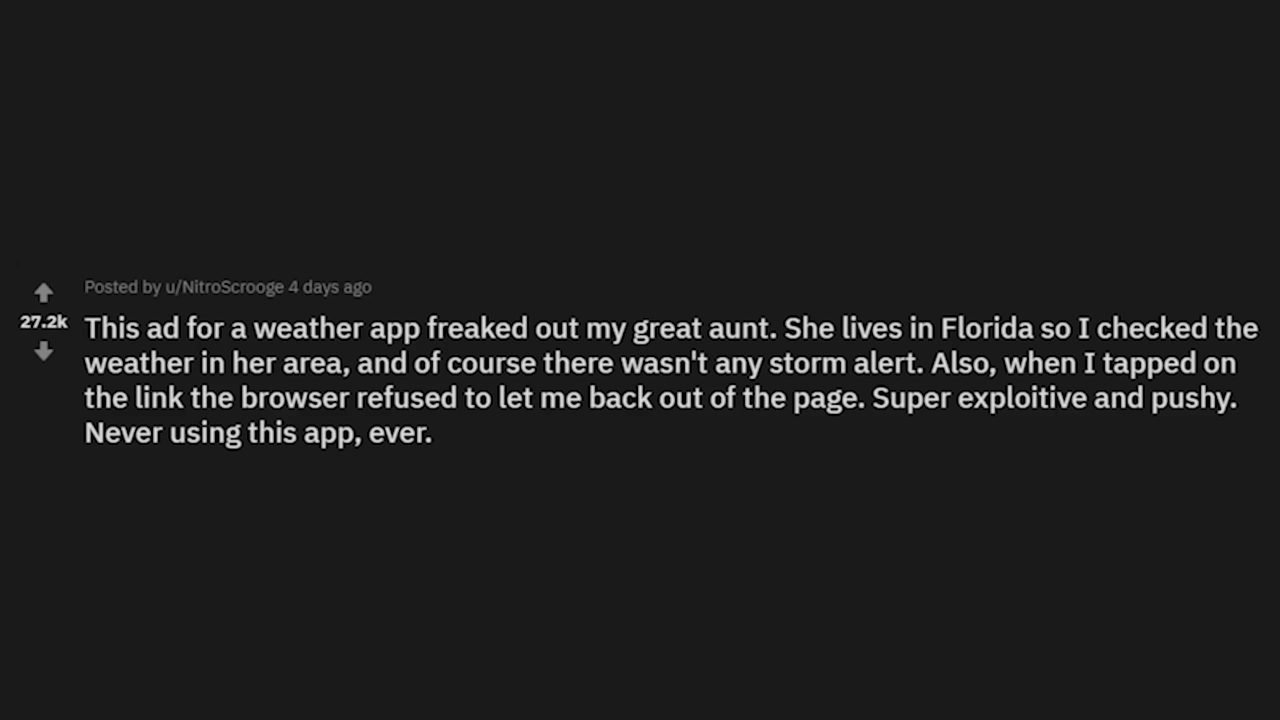 Posted by u/NitroScrooge 4 days ago
27.2k
This ad for a weather app freaked out my great aunt. She lives in Florida so I checked the
weather in her area, and of course there wasn't any storm alert. Also, when I tapped on
the link the browser refused to let me back out of the page. Super exploitive and pushy.
Never using this app, ever.